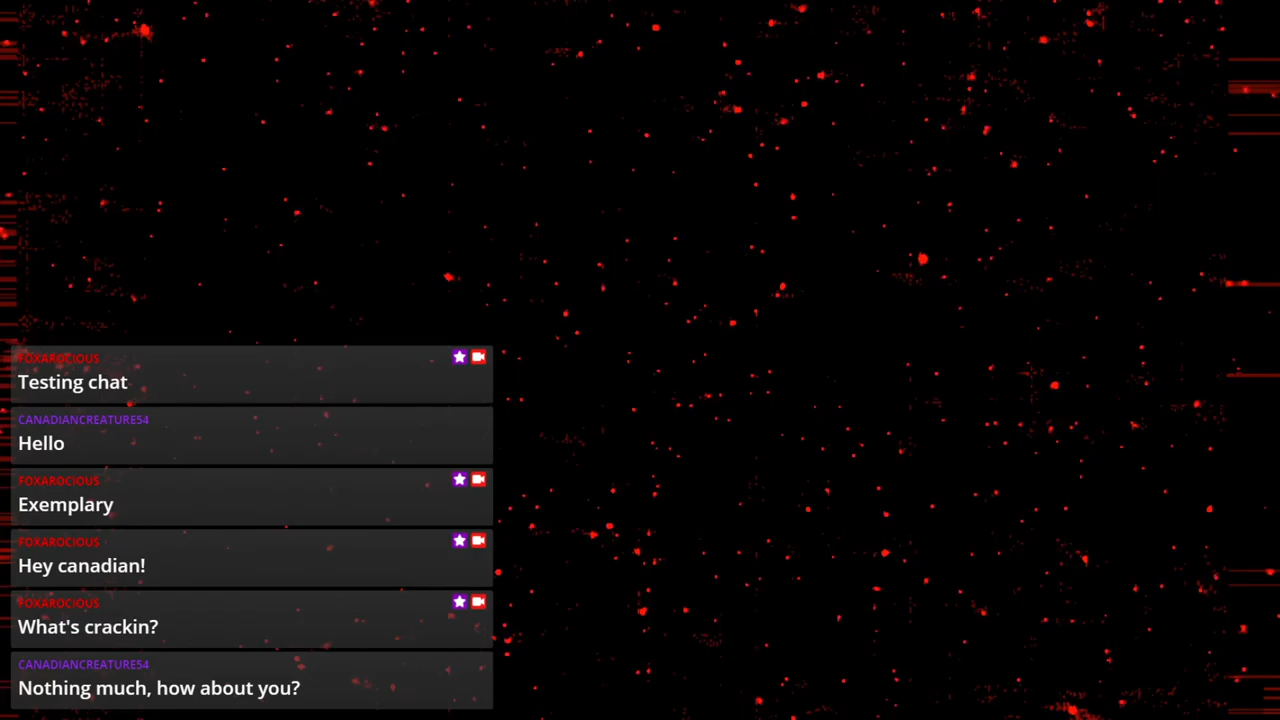 FOXAROCIOUS
Testing chat
CANADIANCREATURE54
Hello
FOXAROCIOUS
Exemplary
FOXAROCIOUS
Hey canadian!
FOXAROCIOUS
What's crackin?
CANADIANCREATURE54
Nothing much, how about you?